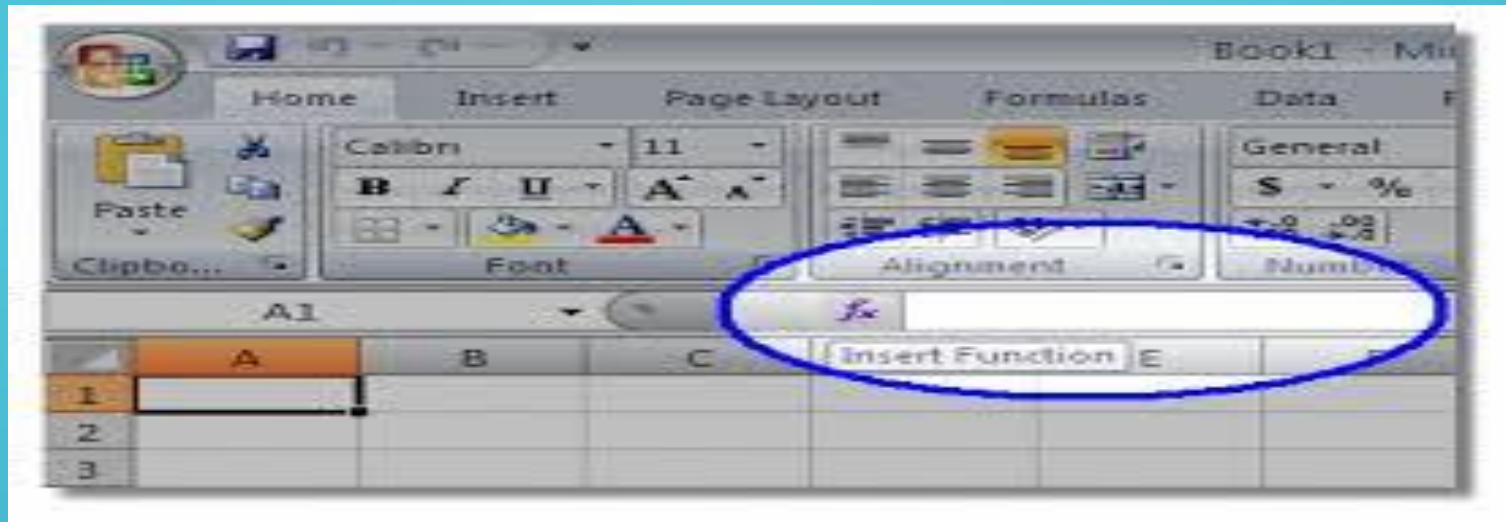 Book1 - Mi
Home Insert Page Layout Formulas Data
Calibri 11 General
B I U A A $ %
Paste A
Clipbo... Font Alignment Numb
A1 fx
Insert Function
A B C E
1
2
3